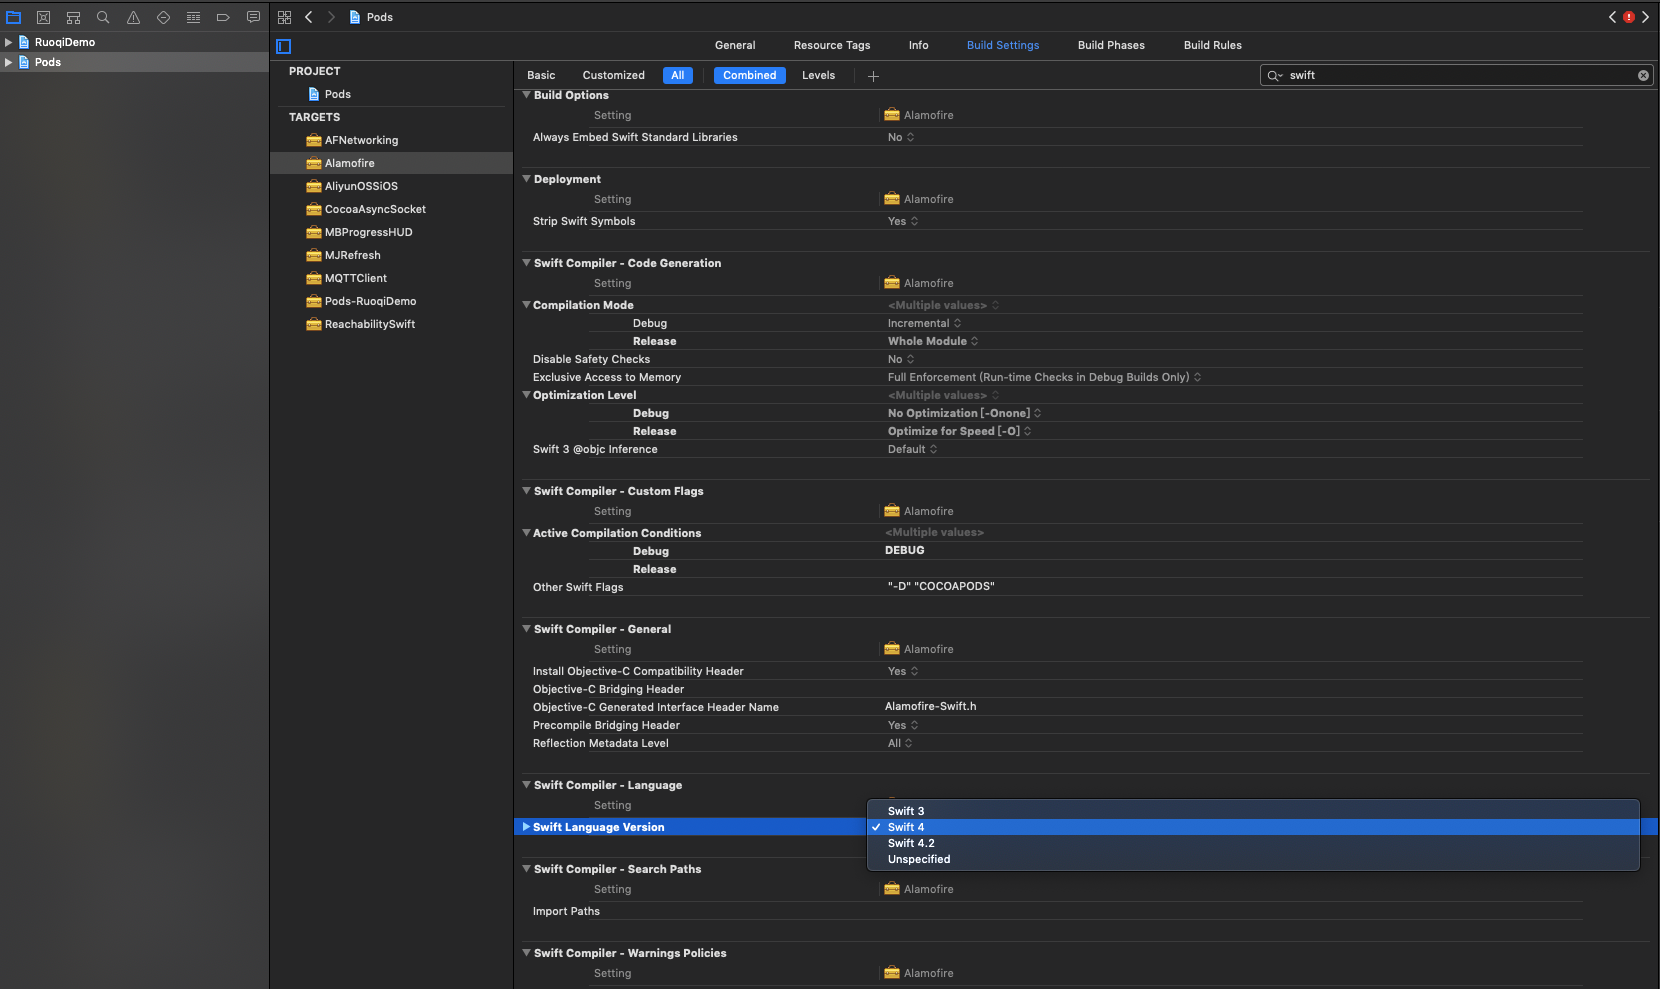 Pods
RuoqiDemo
Pods
General Resource Tags Info Build Settings Build Phases Build Rules
PROJECT
Pods
TARGETS
AFNetworking
Alamofire
AliyunOSSiOS
CocoaAsyncSocket
MBProgressHUD
MJRefresh
MQTTClient
Pods-RuoqiDemo
ReachabilitySwift
Basic Customized All Combined Levels swift
Build Options
Setting Alamofire
Always Embed Swift Standard Libraries No
Deployment
Setting Alamofire
Strip Swift Symbols Yes
Swift Compiler - Code Generation
Setting Alamofire
Compilation Mode <Multiple values>
Debug Incremental
Release Whole Module
Disable Safety Checks No
Exclusive Access to Memory Full Enforcement (Run-time Checks in Debug Builds Only)
Optimization Level <Multiple values>
Debug No Optimization [-Onone]
Release Optimize for Speed [-O]
Swift 3 @objc Inference Default
Swift Compiler - Custom Flags
Setting Alamofire
Active Compilation Conditions <Multiple values>
Debug DEBUG
Release
Other Swift Flags "-D" "COCOAPODS"
Swift Compiler - General
Setting Alamofire
Install Objective-C Compatibility Header Yes
Objective-C Bridging Header
Objective-C Generated Interface Header Name Alamofire-Swift.h
Precompile Bridging Header Yes
Reflection Metadata Level All
Swift Compiler - Language
Setting
Swift Language Version
Swift 3
Swift 4
Swift 4.2
Unspecified
Swift Compiler - Search Paths
Setting Alamofire
Import Paths
Swift Compiler - Warnings Policies
Setting Alamofire